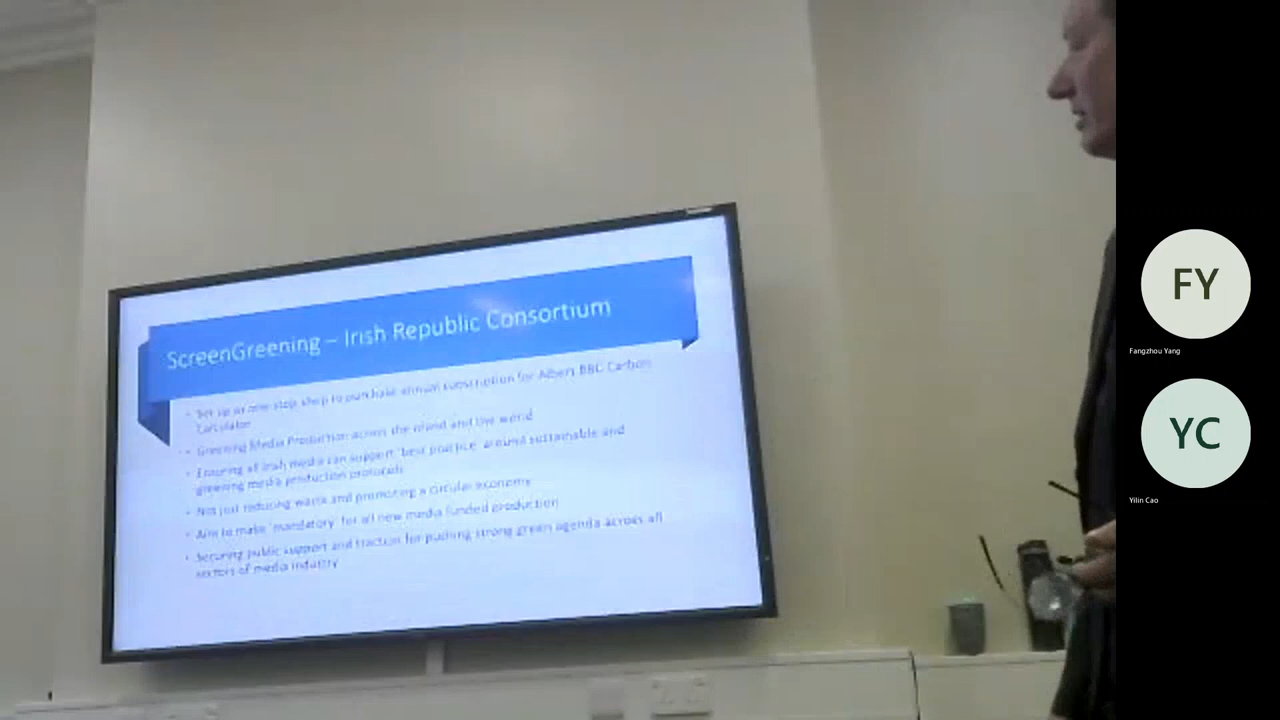 ScreenGreening – Irish Republic Consortium
• Set up as one stop shop to purchase annual subscription for Albert BBC Carbon
Calculator
• Greening Media Production across the island and the world
• Ensuring all Irish media can support 'best practice' around sustainable and
greening media production protocols
• Not just reducing waste and promoting a circular economy
• Aim to make 'mandatory' for all new media funded production
• Securing public support and traction for pushing strong green agenda across all
sectors of media industry
FY
Fangzhou Yang
YC
Yilin Cao